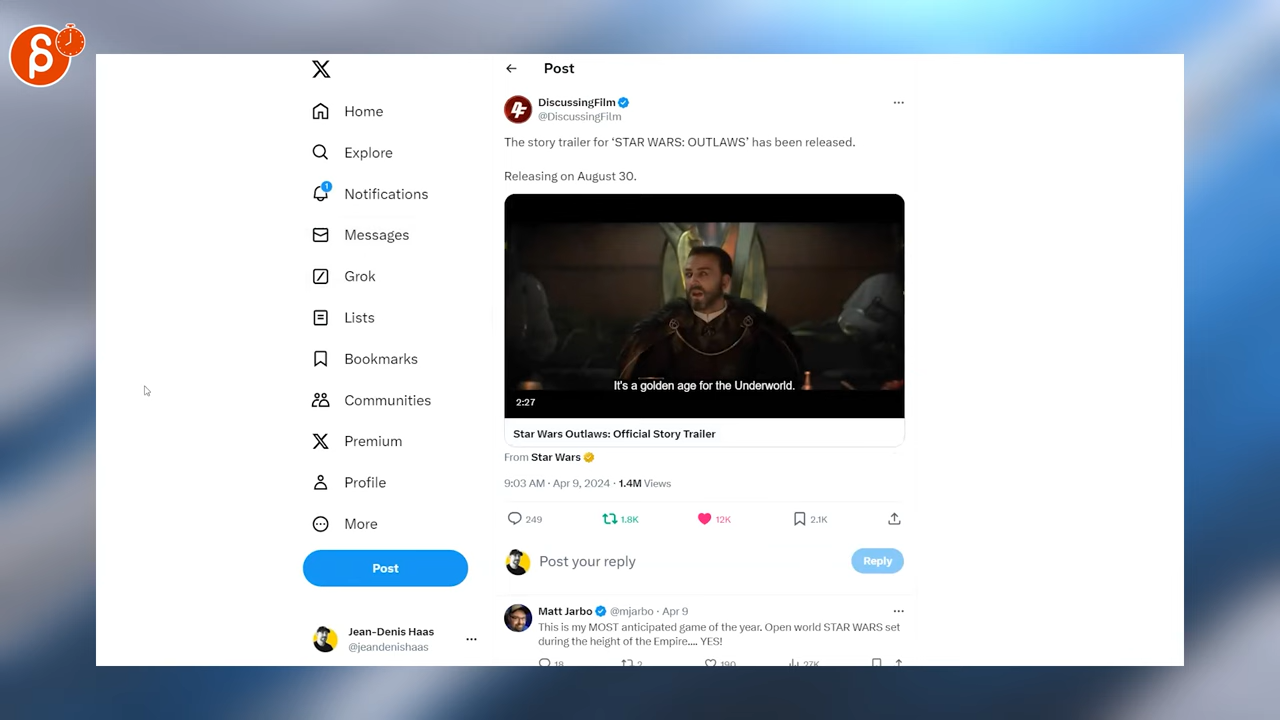 Post
DiscussingFilm
@DiscussingFilm
The story trailer for ‘STAR WARS: OUTLAWS’ has been released.
Releasing on August 30.
It's a golden age for the Underworld.
2:27
Star Wars Outlaws: Official Story Trailer
From Star Wars
9:03 AM · Apr 9, 2024 · 1.4M Views
249 1.8K 12K 2.1K
Post your reply
Reply
Matt Jarbo @mjarbo · Apr 9
This is my MOST anticipated game of the year. Open world STAR WARS set
during the height of the Empire.... YES!
18 2 190 27K
Home
Explore
1
Notifications
Messages
Grok
Lists
Bookmarks
Communities
Premium
Profile
More
Post
Jean-Denis Haas
@jeandenishaas